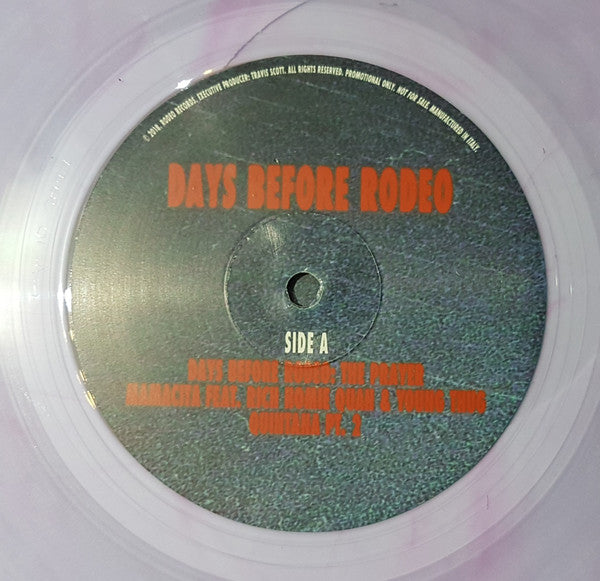 © 2018, RODEO RECORDS. EXECUTIVE PRODUCER: TRAVIS SCOTT. ALL RIGHTS RESERVED. PROMOTIONAL ONLY. NOT FOR SALE. MANUFACTURED IN ITALY.
DAYS BEFORE RODEO
SIDE A
DAYS BEFORE RODEO: THE PRAYER
MAMACITA FEAT. RICH HOMIE QUAN & YOUNG THUG
QUINTANA PT. 2